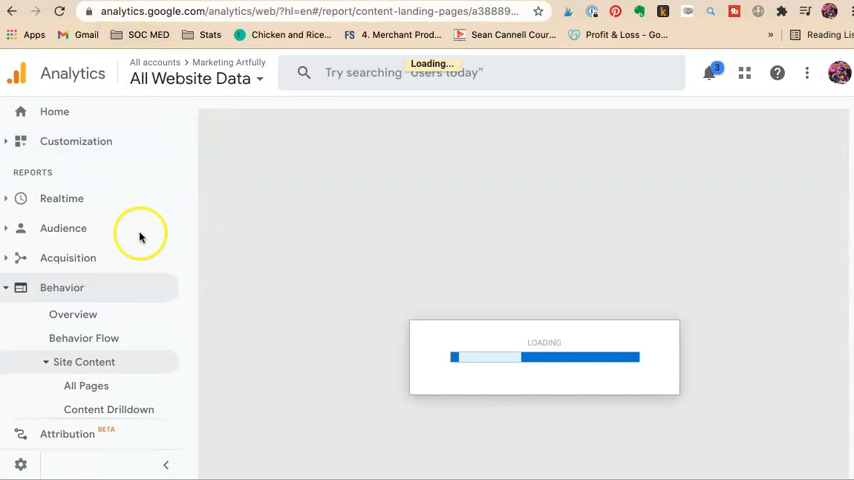 analytics.google.com/analytics/web/?hl=en#/report/content-landing-pages/a38889...
Apps
Gmail
SOC MED
Stats
Chicken and Rice...
FS 4. Merchant Prod...
Sean Cannell Cour...
Profit & Loss - Go...
»
Reading List
Analytics
All accounts > Marketing Artfully
All Website Data
Try searching "Users today"
Loading...
3
Home
Customization
REPORTS
Realtime
Audience
Acquisition
Behavior
Overview
Behavior Flow
Site Content
All Pages
Content Drilldown
Attribution BETA
LOADING